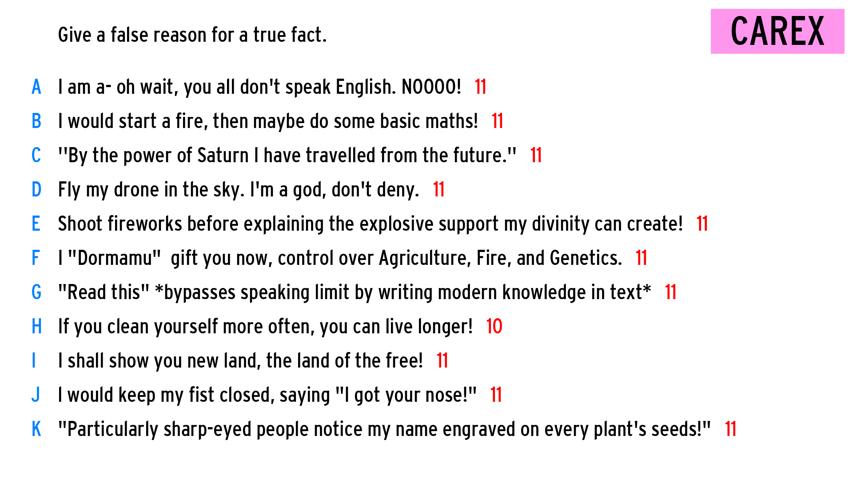 CAREX
Give a false reason for a true fact.
A I am a- oh wait, you all don't speak English. NOOOO! 11
B I would start a fire, then maybe do some basic maths! 11
C "By the power of Saturn I have travelled from the future." 11
D Fly my drone in the sky. I'm a god, don't deny. 11
E Shoot fireworks before explaining the explosive support my divinity can create! 11
F I "Dormamu"  gift you now, control over Agriculture, Fire, and Genetics. 11
G "Read this" *bypasses speaking limit by writing modern knowledge in text* 11
H If you clean yourself more often, you can live longer! 10
I I shall show you new land, the land of the free! 11
J I would keep my fist closed, saying "I got your nose!" 11
K "Particularly sharp-eyed people notice my name engraved on every plant's seeds!" 11